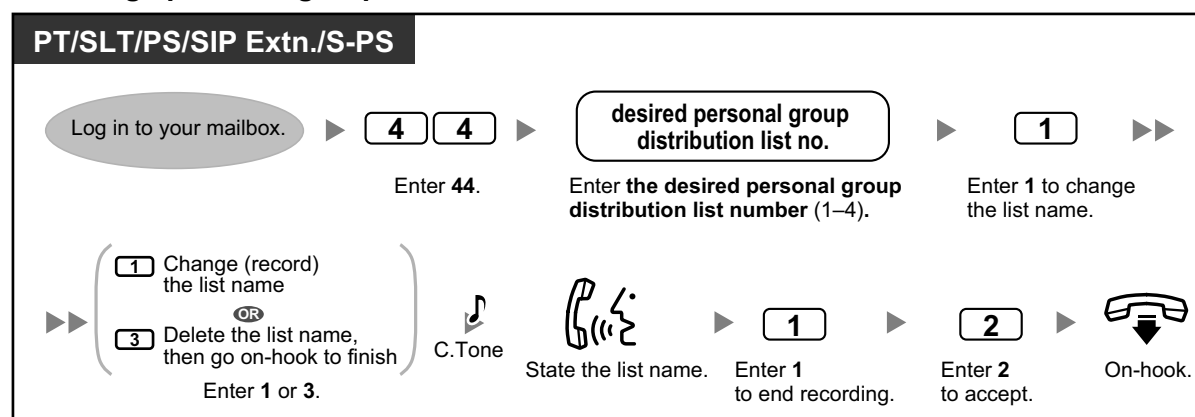 PT/SLT/PS/SIP Extn./S-PS
Log in to your mailbox.
4 4
desired personal group
distribution list no.
1
Enter 44.
Enter the desired personal group
distribution list number (1–4).
Enter 1 to change
the list name.
1 Change (record)
the list name
OR
3 Delete the list name,
then go on-hook to finish
Enter 1 or 3.
C.Tone
State the list name.
1
Enter 1
to end recording.
2
Enter 2
to accept.
On-hook.